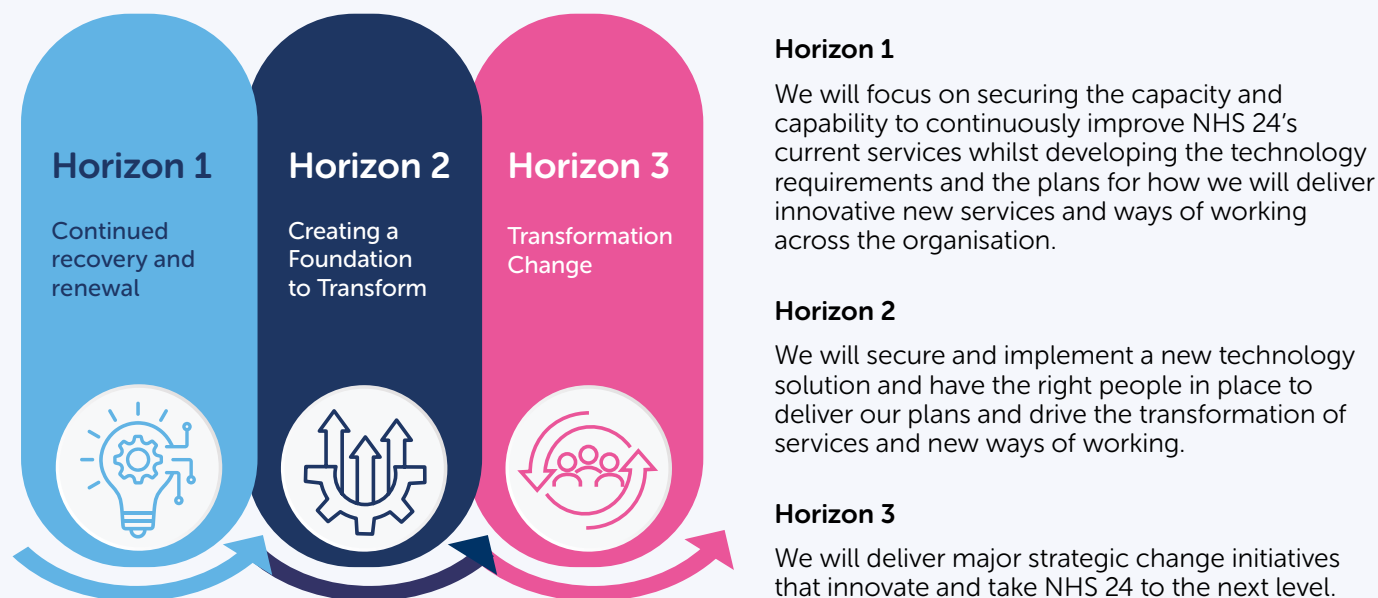 Horizon 1
Continued
recovery and
renewal
Horizon 2
Creating a
Foundation
to Transform
Horizon 3
Transformation
Change
Horizon 1
We will focus on securing the capacity and
capability to continuously improve NHS 24's
current services whilst developing the technology
requirements and the plans for how we will deliver
innovative new services and ways of working
across the organisation.
Horizon 2
We will secure and implement a new technology
solution and have the right people in place to
deliver our plans and drive the transformation of
services and new ways of working.
Horizon 3
We will deliver major strategic change initiatives
that innovate and take NHS 24 to the next level.